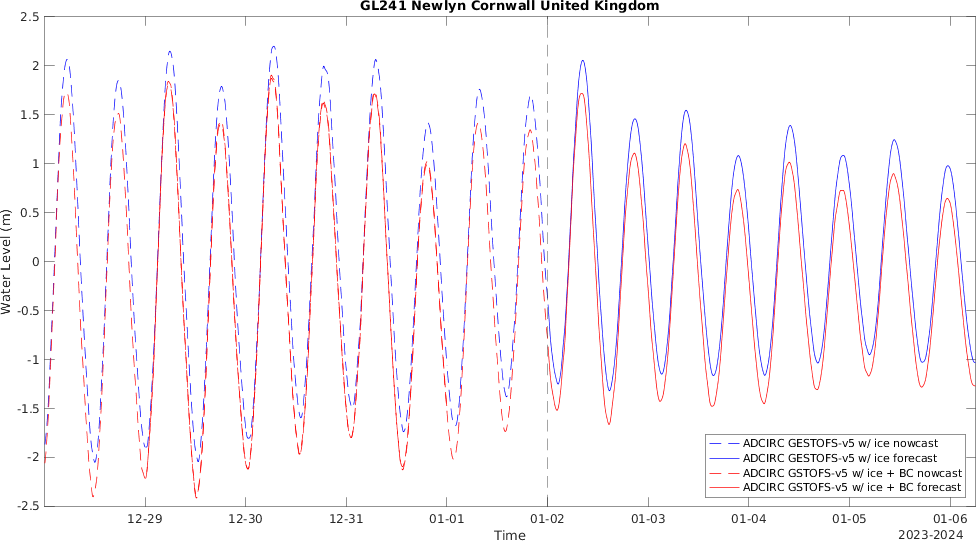 GL241 Newlyn Cornwall United Kingdom
2.5
2
1.5
1
0.5
0
-0.5
-1
-1.5
-2
-2.5
Water Level (m)
ADCIRC GESTOFS-v5 w/ ice nowcast
ADCIRC GESTOFS-v5 w/ ice forecast
ADCIRC GSTOFS-v5 w/ ice + BC nowcast
ADCIRC GSTOFS-v5 w/ ice + BC forecast
12-29 12-30 12-31 01-01 01-02 01-03 01-04 01-05 01-06
Time
2023-2024